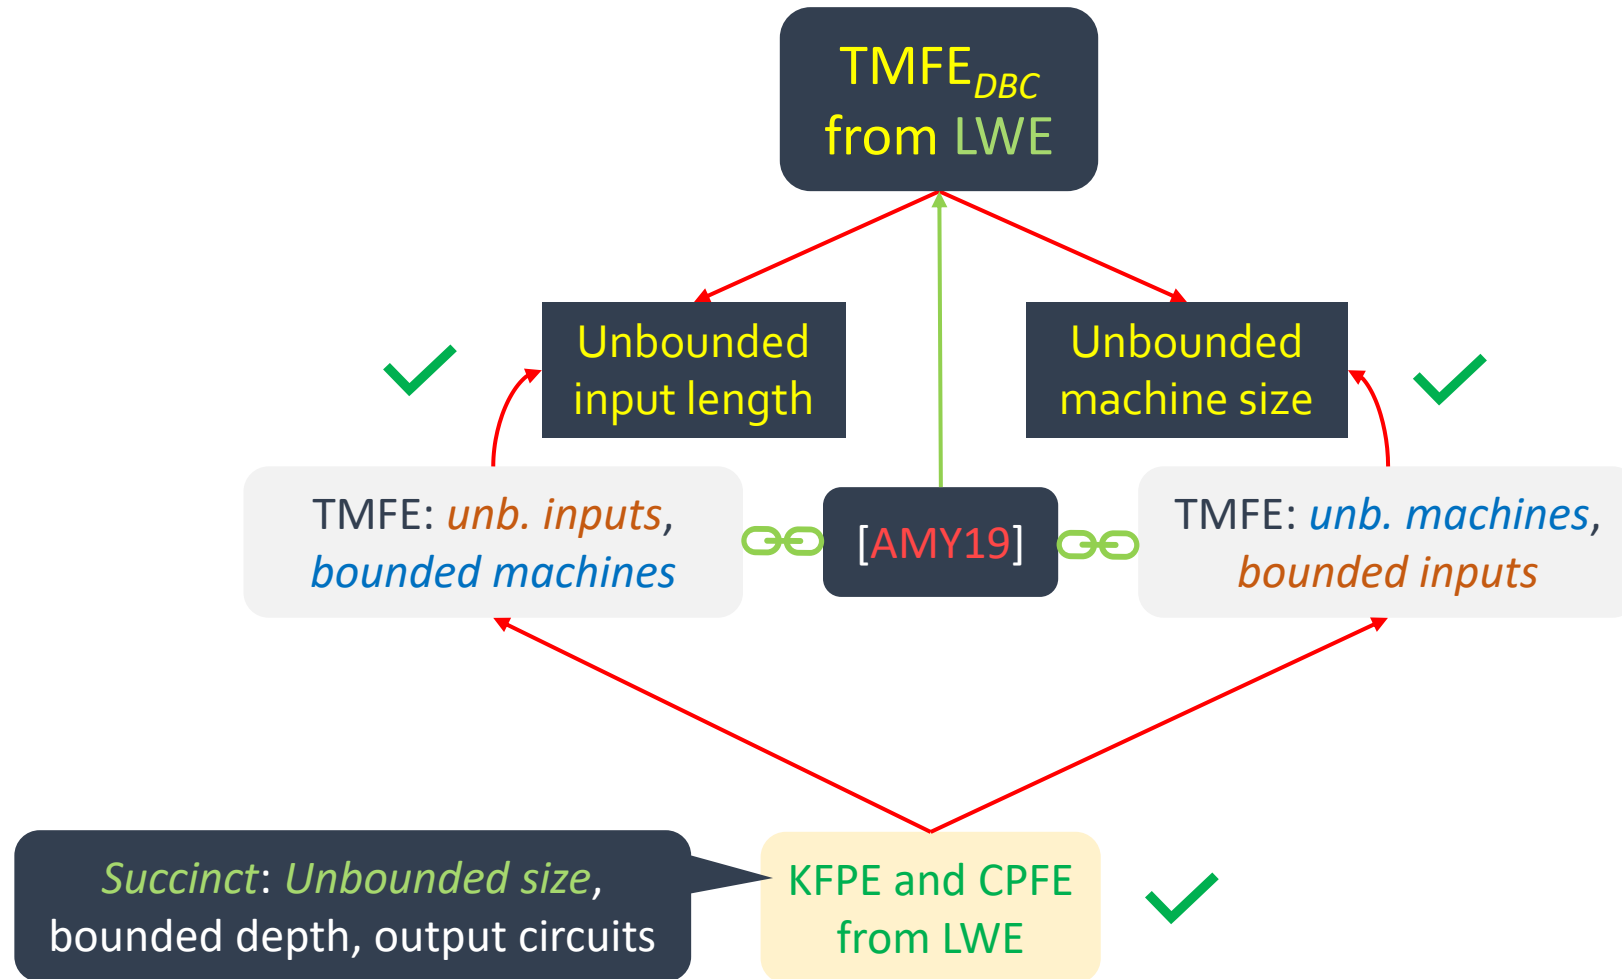 TMFE_DBC
from LWE
Unbounded
input length
Unbounded
machine size
TMFE: unb. inputs,
bounded machines
[AMY19]
TMFE: unb. machines,
bounded inputs
Succinct: Unbounded size,
bounded depth, output circuits
KFPE and CPFE
from LWE